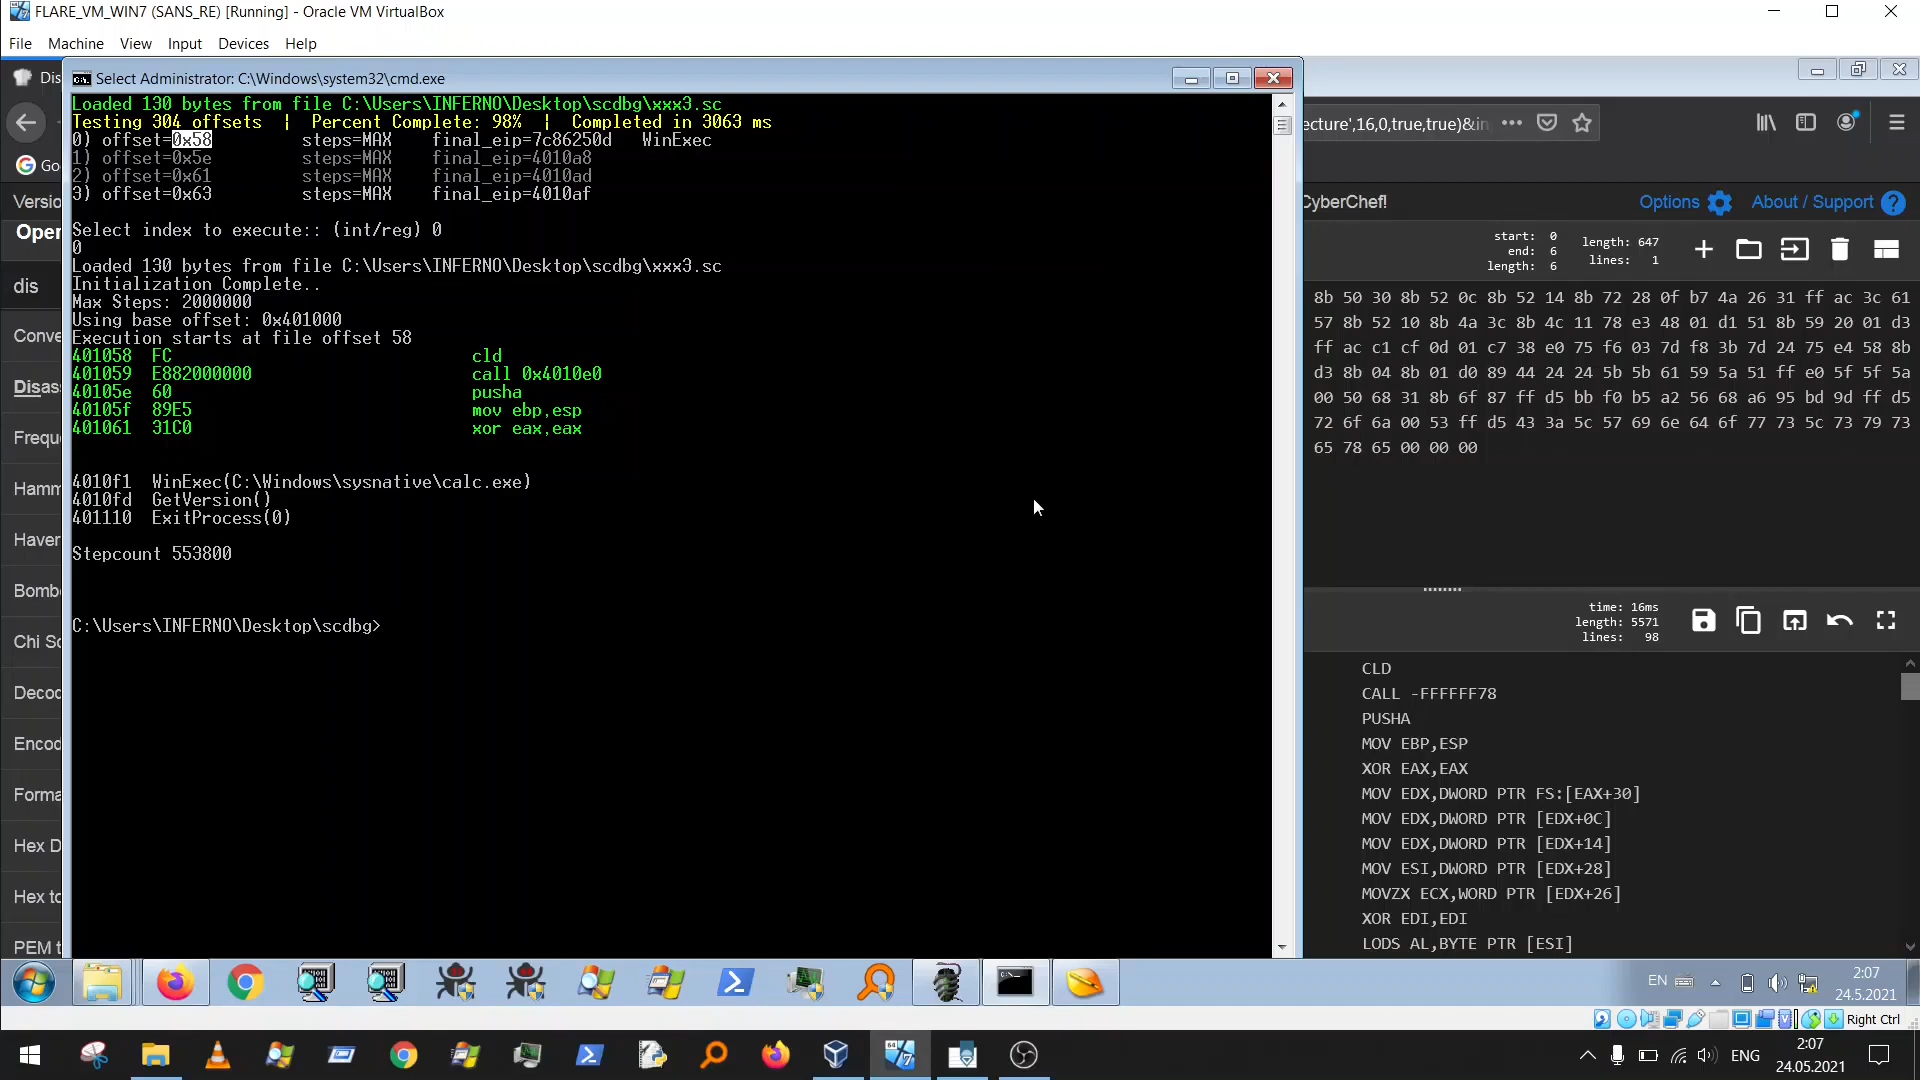 FLARE_VM_WIN7 (SANS_RE) [Running] - Oracle VM VirtualBox
File Machine View Input Devices Help
Dis
Select Administrator: C:\Windows\system32\cmd.exe
Loaded 130 bytes from file C:\Users\INFERNO\Desktop\scdbg\xxx3.sc
Testing 304 offsets | Percent Complete: 98% | Completed in 3063 ms
0) offset=0x58 steps=MAX final_eip=7c86250d WinExec
1) offset=0x5e steps=MAX final_eip=4010a8
2) offset=0x61 steps=MAX final_eip=4010ad
3) offset=0x63 steps=MAX final_eip=4010af
Select index to execute:: (int/reg) 0
0
Loaded 130 bytes from file C:\Users\INFERNO\Desktop\scdbg\xxx3.sc
Initialization Complete..
Max Steps: 2000000
Using base offset: 0x401000
Execution starts at file offset 58
401058 FC cld
401059 E882000000 call 0x4010e0
40105e 60 pusha
40105f 89E5 mov ebp,esp
401061 31C0 xor eax,eax
4010f1 WinExec(C:\Windows\sysnative\calc.exe)
4010fd GetVersion()
401110 ExitProcess(0)
Stepcount 553800
C:\Users\INFERNO\Desktop\scdbg>
Go
Versio
Oper
dis
Conve
Disas
Frequ
Hamm
Haver
Bombe
Chi Sc
Decod
Encod
Forma
Hex D
Hex to
PEM t
ecture',16,0,true,true)&in
CyberChef!
Options
About / Support
start: 0
end: 6
length: 6
length: 647
lines: 1
8b 50 30 8b 52 0c 8b 52 14 8b 72 28 0f b7 4a 26 31 ff ac 3c 61
57 8b 52 10 8b 4a 3c 8b 4c 11 78 e3 48 01 d1 51 8b 59 20 01 d3
ff ac c1 cf 0d 01 c7 38 e0 75 f6 03 7d f8 3b 7d 24 75 e4 58 8b
d3 8b 04 8b 01 d0 89 44 24 24 5b 5b 61 59 5a 51 ff e0 5f 5f 5a
00 50 68 31 8b 6f 87 ff d5 bb f0 b5 a2 56 68 a6 95 bd 9d ff d5
72 6f 6a 00 53 ff d5 43 3a 5c 57 69 6e 64 6f 77 73 5c 73 79 73
65 78 65 00 00 00
time: 16ms
length: 5571
lines: 98
CLD
CALL -FFFFFF78
PUSHA
MOV EBP,ESP
XOR EAX,EAX
MOV EDX,DWORD PTR FS:[EAX+30]
MOV EDX,DWORD PTR [EDX+0C]
MOV EDX,DWORD PTR [EDX+14]
MOV ESI,DWORD PTR [EDX+28]
MOVZX ECX,WORD PTR [EDX+26]
XOR EDI,EDI
LODS AL,BYTE PTR [ESI]
EN
2:07
24.5.2021
Right Ctrl
ENG
2:07
24.05.2021